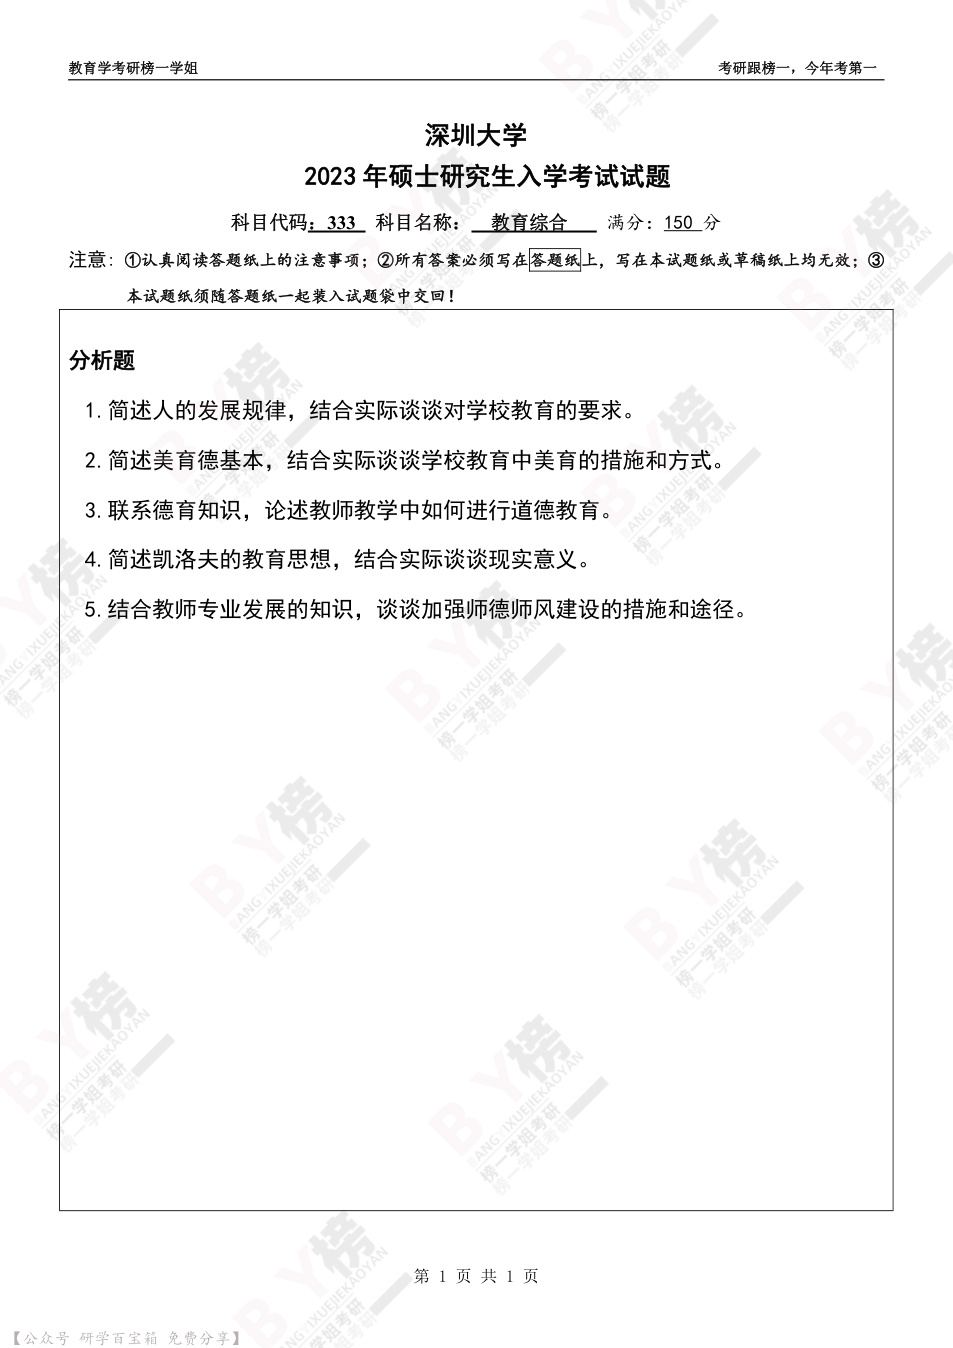 教育学考研榜一学姐 考研跟榜一，今年考第一
深圳大学
2023 年硕士研究生入学考试试题
科目代码：333 科目名称： 教育综合 满分：150 分
注意：①认真阅读答题纸上的注意事项；②所有答案必须写在答题纸上，写在本试题纸或草稿纸上均无效；③
本试题纸须随答题纸一起装入试题袋中交回！
分析题
1.简述人的发展规律，结合实际谈谈对学校教育的要求。
2.简述美育德基本，结合实际谈谈学校教育中美育的措施和方式。
3.联系德育知识，论述教师教学中如何进行道德教育。
4.简述凯洛夫的教育思想，结合实际谈谈现实意义。
5.结合教师专业发展的知识，谈谈加强师德师风建设的措施和途径。
第 1 页 共 1 页
【公众号 研学百宝箱 免费分享】
BY榜
BANGYIXUEJIEKAOYAN
榜一学姐考研